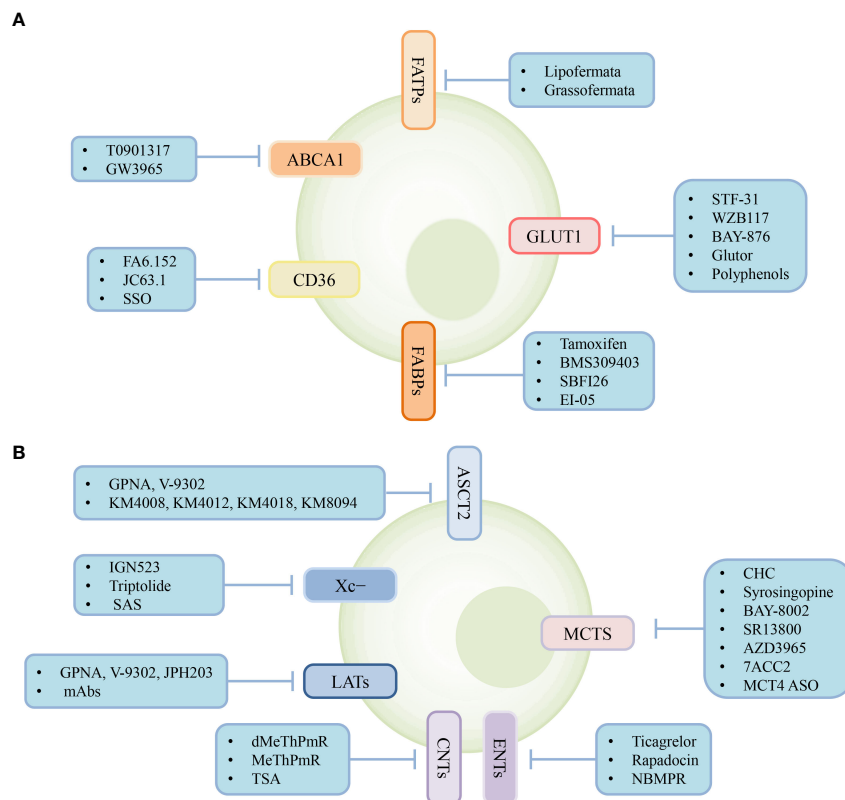 A
FATPs
• Lipofermata
• Grassofermata
• T0901317
• GW3965
ABCA1
GLUT1
• STF-31
• WZB117
• BAY-876
• Glutor
• Polyphenols
• FA6.152
• JC63.1
• SSO
CD36
FABPs
• Tamoxifen
• BMS309403
• SBFI26
• EI-05
B
ASCT2
• GPNA, V-9302
• KM4008, KM4012, KM4018, KM8094
• IGN523
• Triptolide
• SAS
Xc−
MCTS
• CHC
• Syrosingopine
• BAY-8002
• SR13800
• AZD3965
• 7ACC2
• MCT4 ASO
• GPNA, V-9302, JPH203
• mAbs
LATs
• dMeThPmR
• MeThPmR
• TSA
CNTs
ENTs
• Ticagrelor
• Rapadocin
• NBMPR